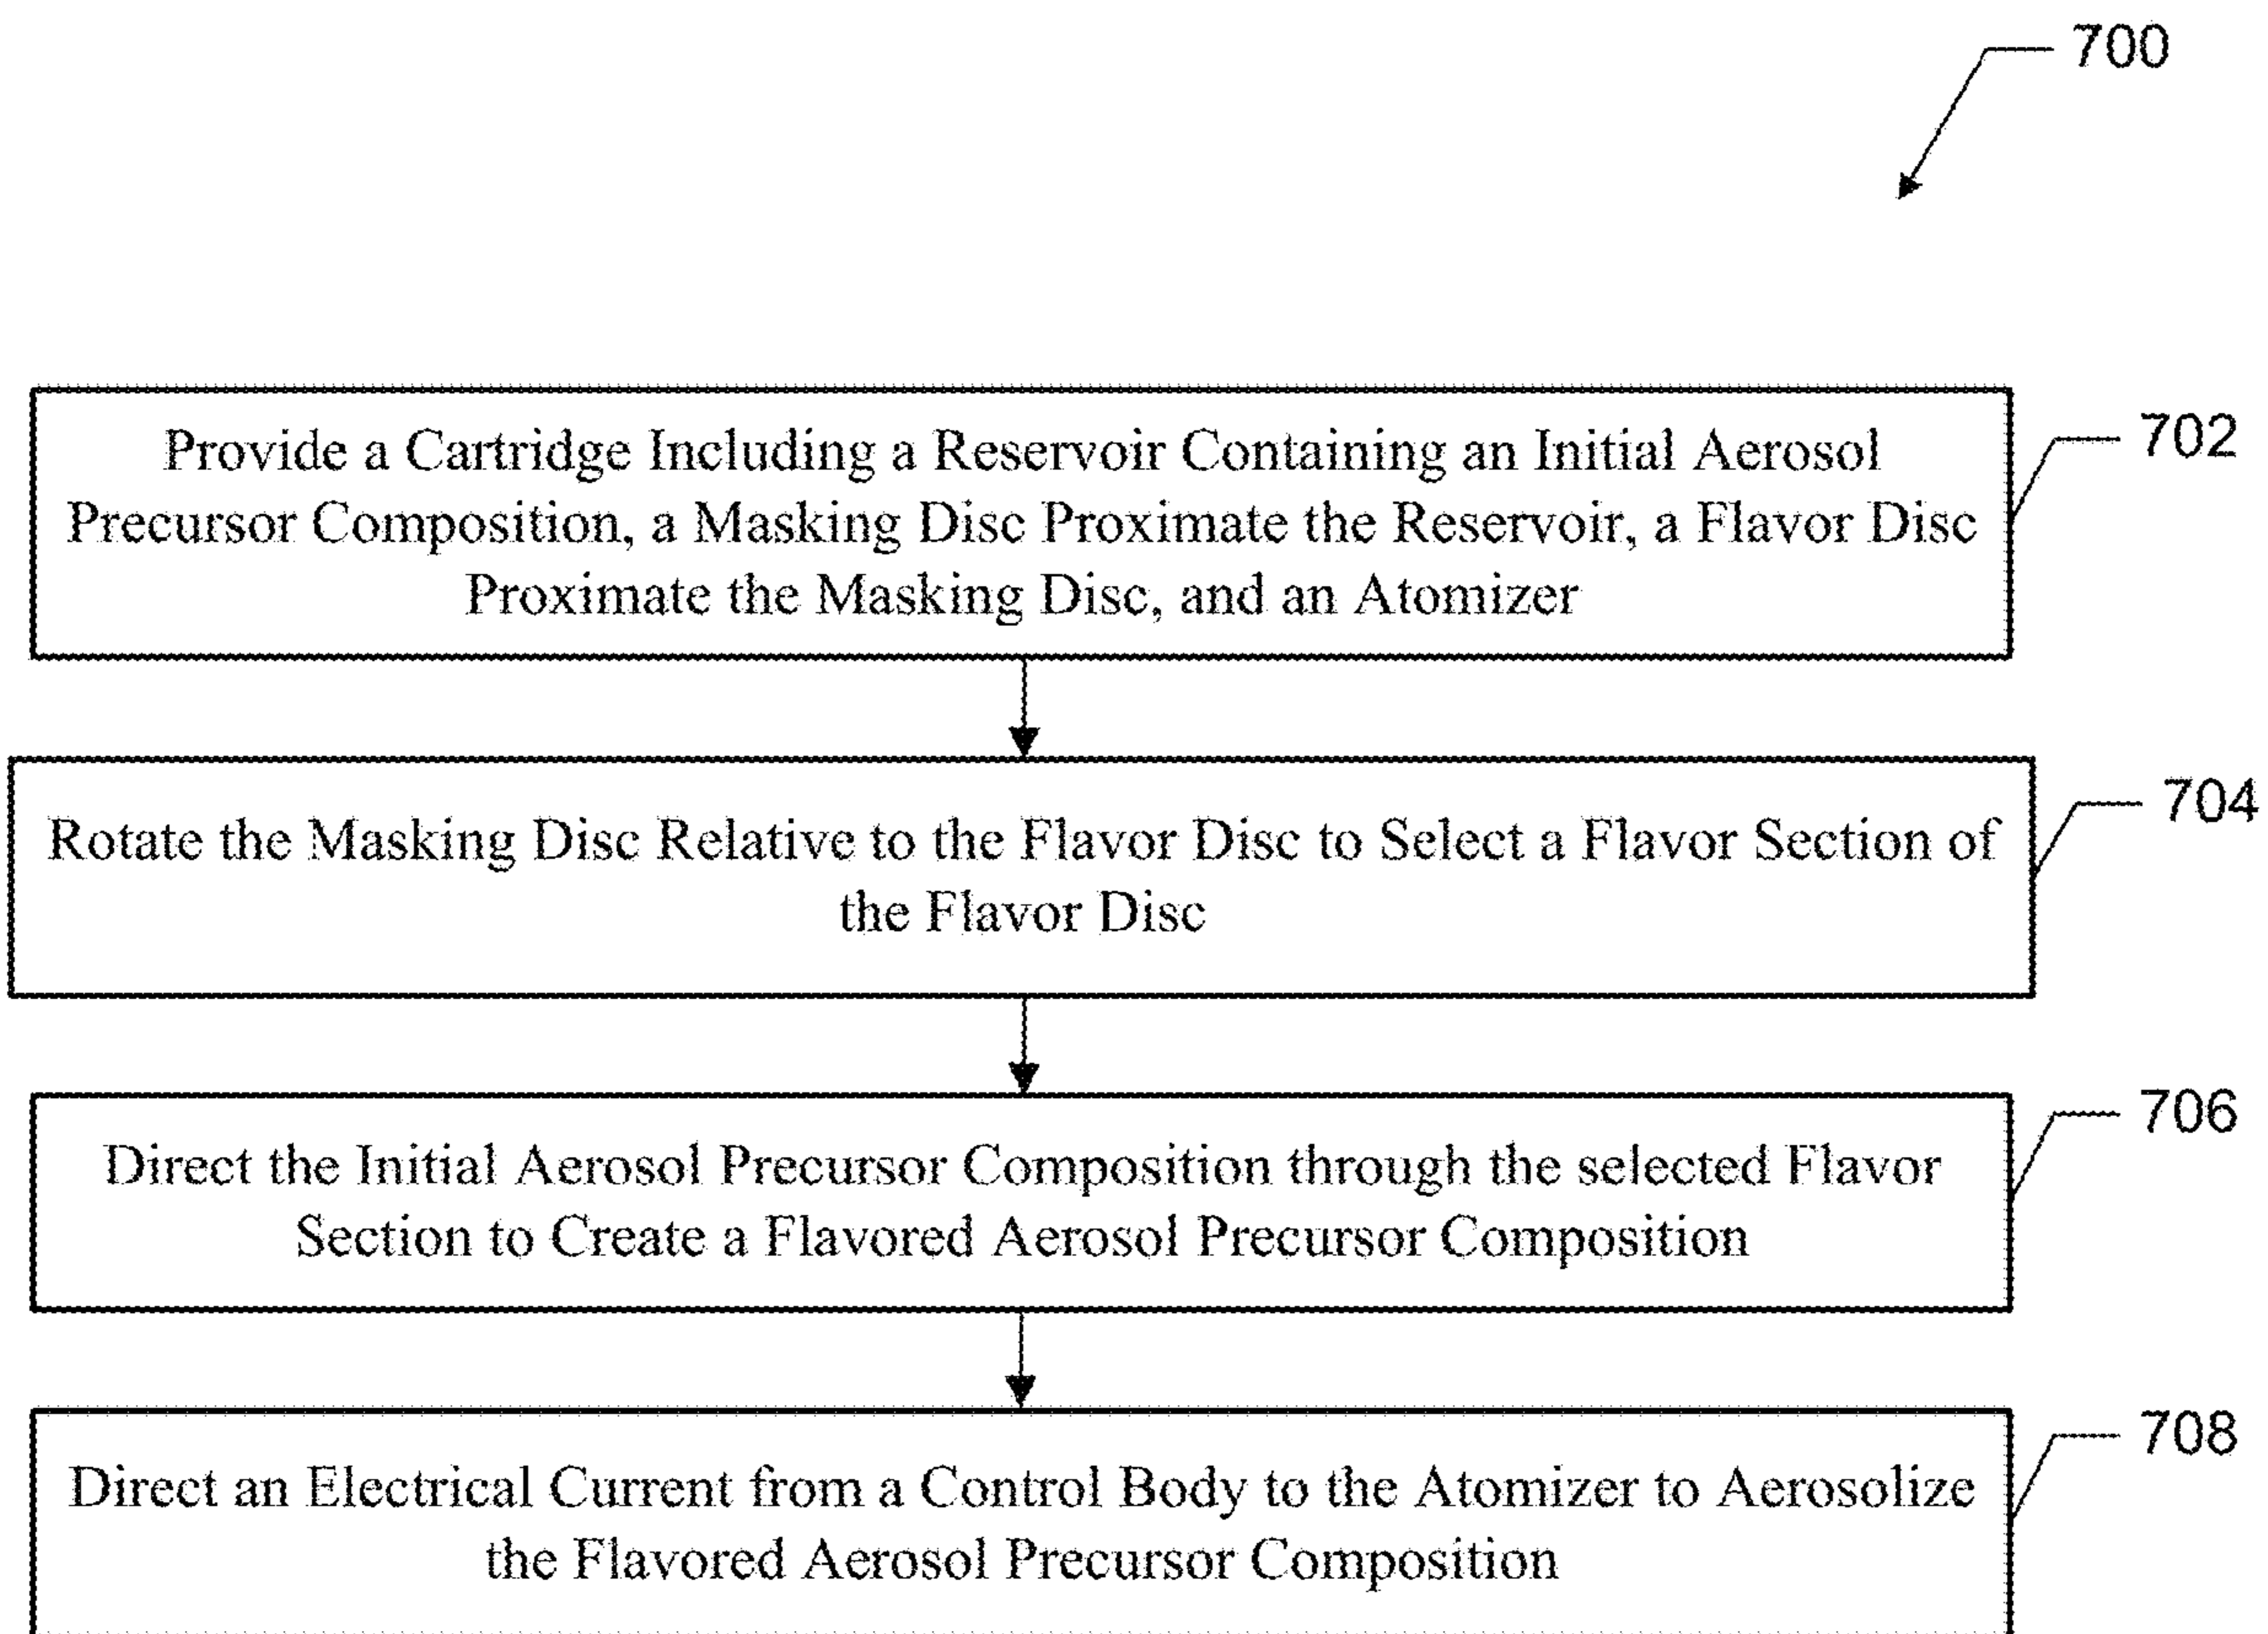 700
Provide a Cartridge Including a Reservoir Containing an Initial Aerosol
Precursor Composition, a Masking Disc Proximate the Reservoir, a Flavor Disc
Proximate the Masking Disc, and an Atomizer
702
Rotate the Masking Disc Relative to the Flavor Disc to Select a Flavor Section of
the Flavor Disc
704
Direct the Initial Aerosol Precursor Composition through the selected Flavor
Section to Create a Flavored Aerosol Precursor Composition
706
Direct an Electrical Current from a Control Body to the Atomizer to Aerosolize
the Flavored Aerosol Precursor Composition
708